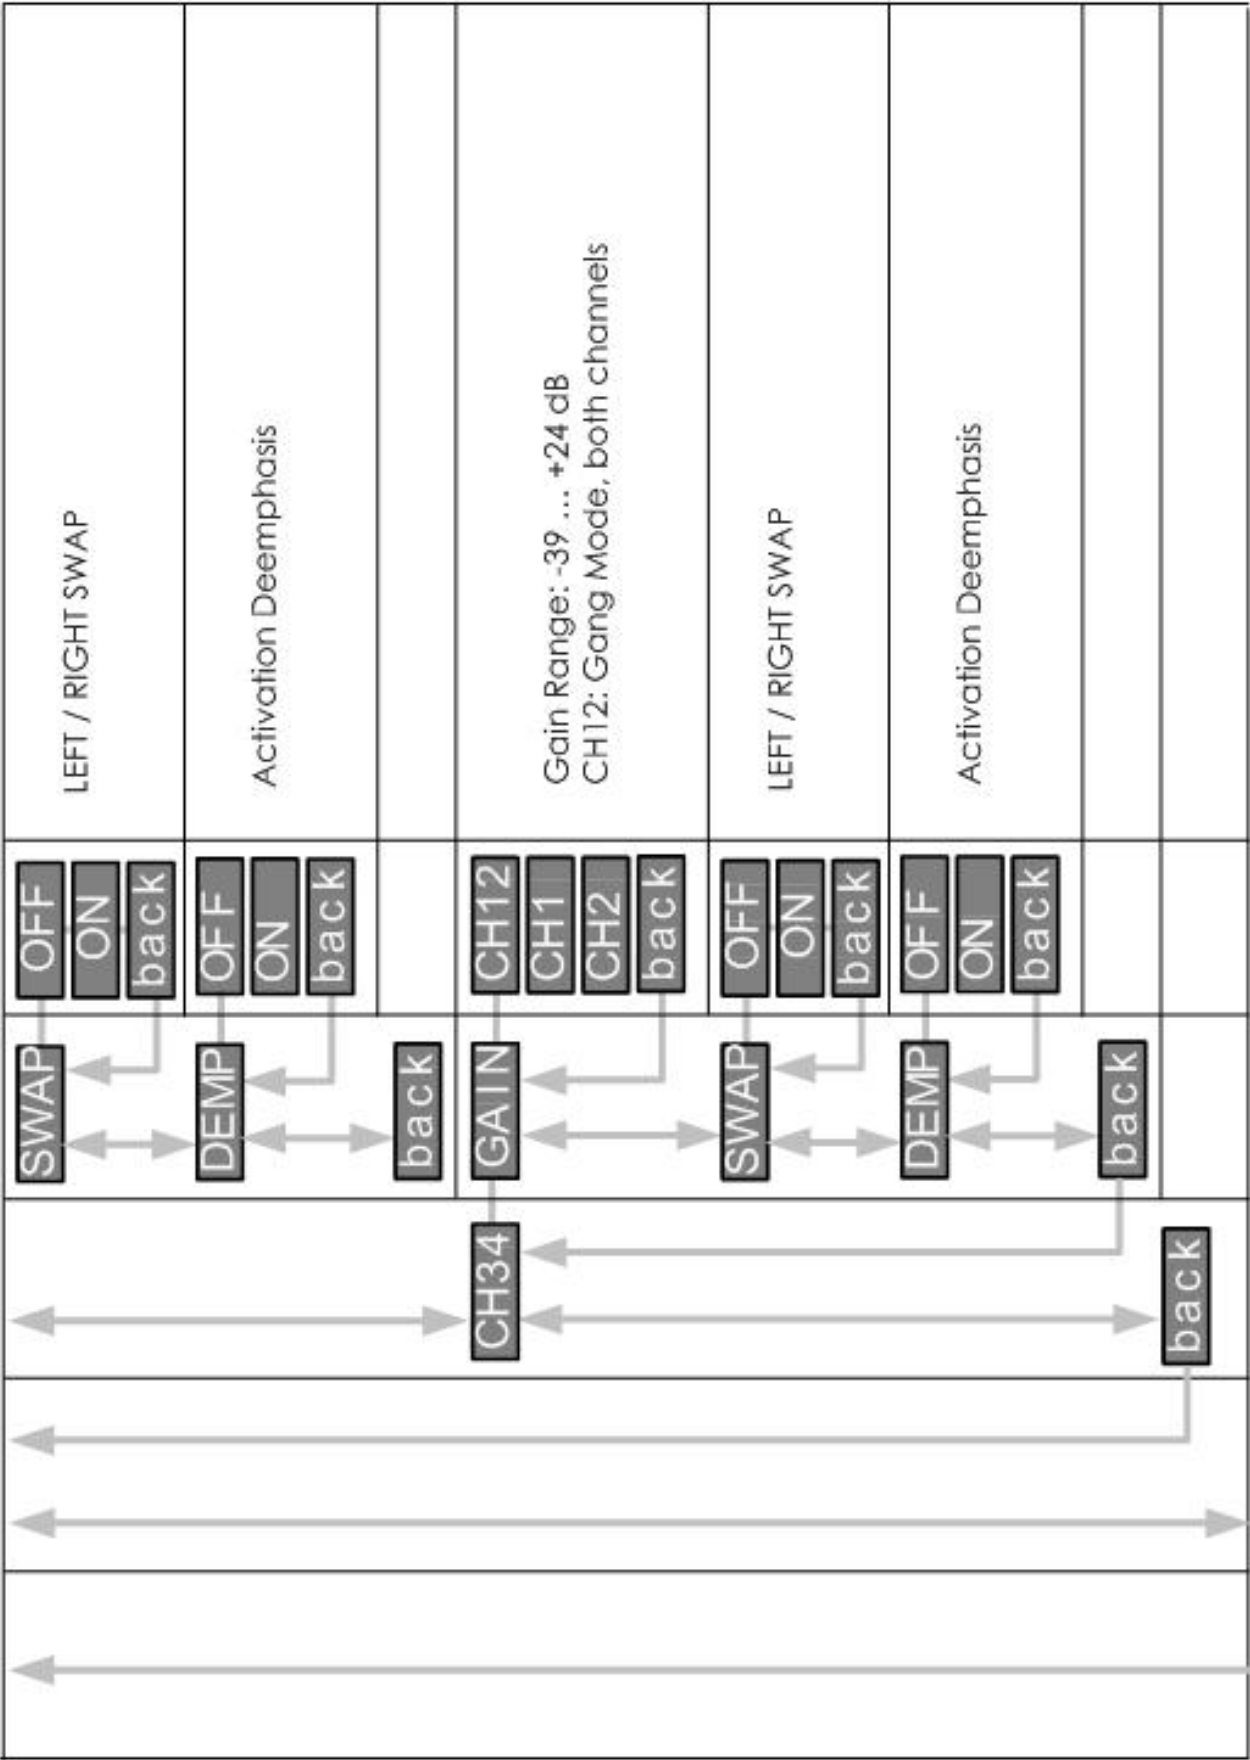 SWAP
OFF
ON
back
LEFT / RIGHT SWAP
DEMP
OFF
ON
back
Activation Deemphasis
back
CH34
GAIN
CH12
CH1
CH2
back
Gain Range: -39 ... +24 dB
CH12: Gang Mode, both channels
SWAP
OFF
ON
back
LEFT / RIGHT SWAP
DEMP
OFF
ON
back
Activation Deemphasis
back
back